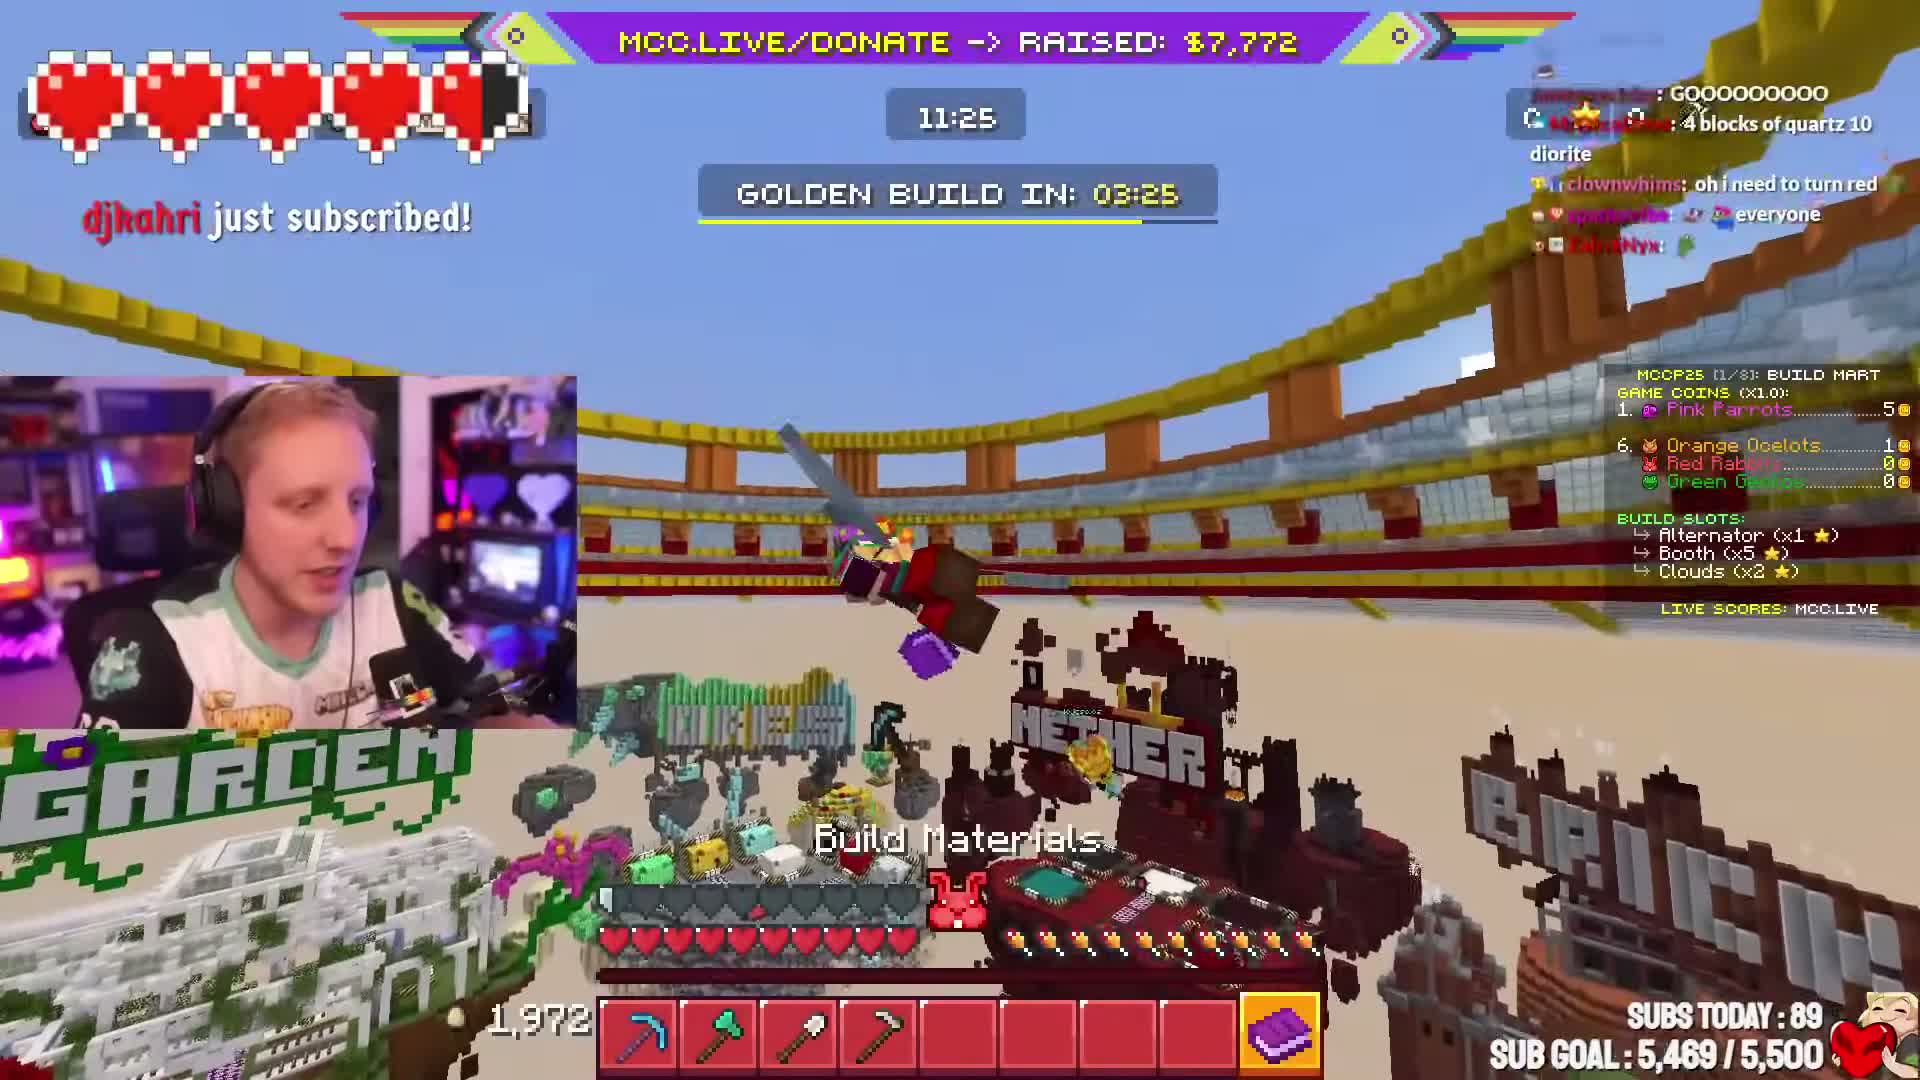 MCC.LIVE/DONATE -> RAISED: $7,772
11:25
GOLDEN BUILD IN: 03:25
djkahri just subscribed!
: GOOOOOOOOO
: 4 blocks of quartz 10
diorite
clownwhims: oh i need to turn red
: everyone
MCCP25 [1/8]: BUILD MART
GAME COINS (X1.0):
1. Pink Parrots 5
6. Orange Ocelots 1
Red Rabbits 0
Green Geckos 0
BUILD SLOTS:
Alternator (x1 ★)
Booth (x5 ★)
Clouds (x2 ★)
LIVE SCORES: MCC.LIVE
GARDEN
ORES
NETHER
Build Materials
1,972
SUBS TODAY : 89
SUB GOAL : 5,469 / 5,500